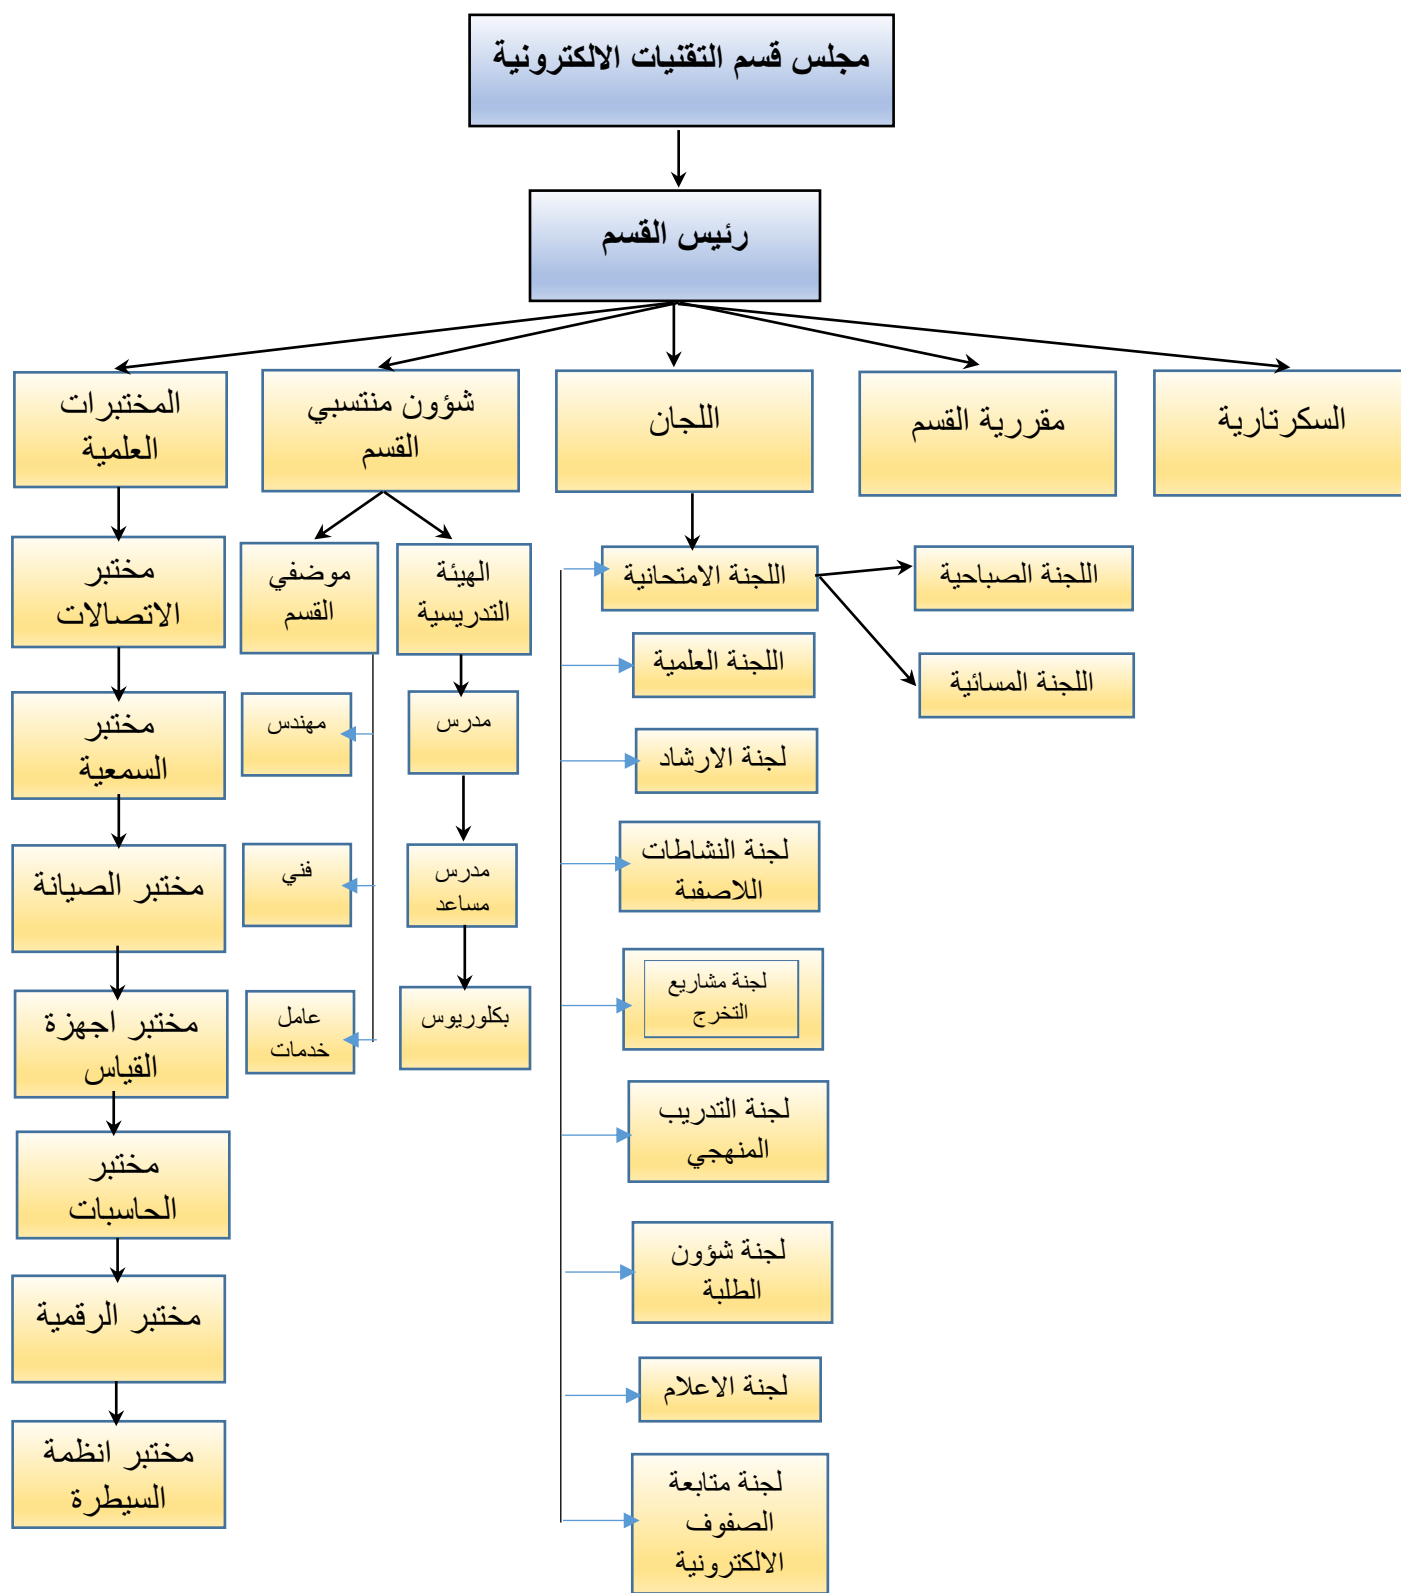 مجلس قسم التقنيات الالكترونية
رئيس القسم
السكرتارية
مقررية القسم
اللجان
شؤون منتسبي
القسم
المختبرات
العلمية
اللجنة الامتحانية
اللجنة الصباحية
اللجنة المسائية
اللجنة العلمية
لجنة الارشاد
لجنة النشاطات
اللاصفية
لجنة مشاريع
التخرج
لجنة التدريب
المنهجي
لجنة شؤون
الطلبة
لجنة الاعلام
لجنة متابعة
الصفوف
الالكترونية
الهيئة
التدريسية
مدرس
مدرس
مساعد
بكلوريوس
موضفي
القسم
مهندس
فني
عامل
خدمات
مختبر
الاتصالات
مختبر
السمعية
مختبر الصيانة
مختبر اجهزة
القياس
مختبر
الحاسبات
مختبر الرقمية
مختبر انظمة
السيطرة